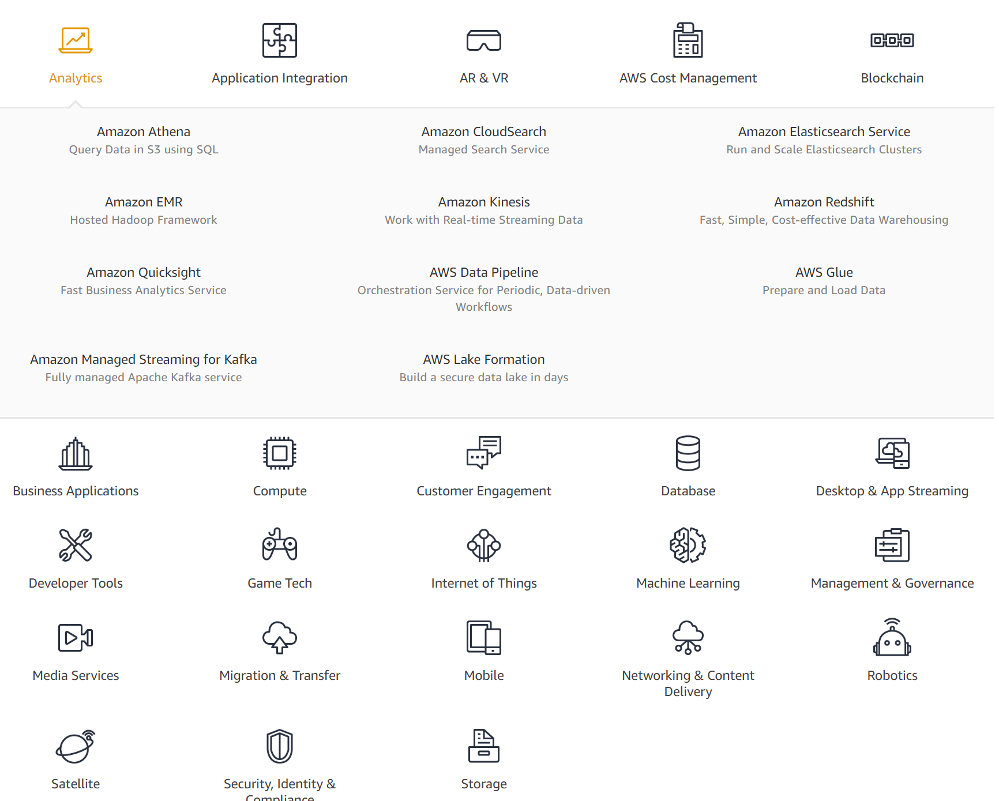 Analytics
Application Integration
AR & VR
AWS Cost Management
Blockchain
Amazon Athena
Query Data in S3 using SQL
Amazon CloudSearch
Managed Search Service
Amazon Elasticsearch Service
Run and Scale Elasticsearch Clusters
Amazon EMR
Hosted Hadoop Framework
Amazon Kinesis
Work with Real-time Streaming Data
Amazon Redshift
Fast, Simple, Cost-effective Data Warehousing
Amazon Quicksight
Fast Business Analytics Service
AWS Data Pipeline
Orchestration Service for Periodic, Data-driven
Workflows
AWS Glue
Prepare and Load Data
Amazon Managed Streaming for Kafka
Fully managed Apache Kafka service
AWS Lake Formation
Build a secure data lake in days
Business Applications
Compute
Customer Engagement
Database
Desktop & App Streaming
Developer Tools
Game Tech
Internet of Things
Machine Learning
Management & Governance
Media Services
Migration & Transfer
Mobile
Networking & Content
Delivery
Robotics
Satellite
Security, Identity &
Compliance
Storage